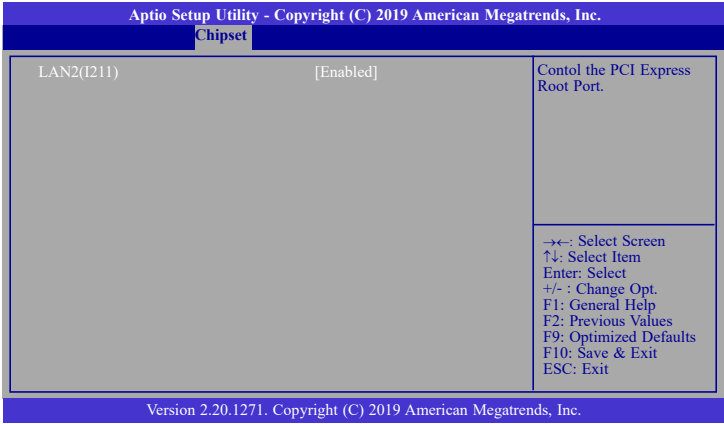 Aptio Setup Utility - Copyright (C) 2019 American Megatrends, Inc.
Chipset
LAN2(I211) [Enabled]
Contol the PCI Express
Root Port.
→←: Select Screen
↑↓: Select Item
Enter: Select
+/- : Change Opt.
F1: General Help
F2: Previous Values
F9: Optimized Defaults
F10: Save & Exit
ESC: Exit
Version 2.20.1271. Copyright (C) 2019 American Megatrends, Inc.